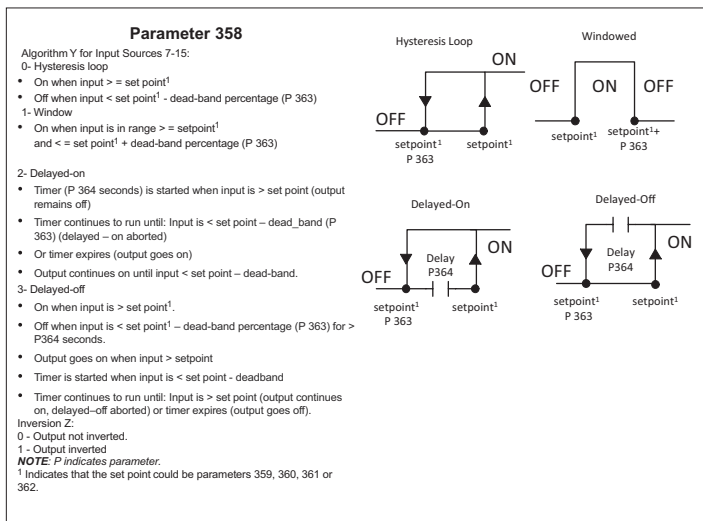 Parameter 358
Algorithm Y for Input Sources 7-15:
0- Hysteresis loop
• On when input > = set point¹
• Off when input < set point¹ - dead-band percentage (P 363)
1- Window
• On when input is in range > = setpoint¹
and < = set point¹ + dead-band percentage (P 363)
2- Delayed-on
• Timer (P 364 seconds) is started when input is > set point (output
remains off)
• Timer continues to run until: Input is < set point – dead_band (P
363) (delayed – on aborted)
• Or timer expires (output goes on)
• Output continues on until input < set point – dead-band.
3- Delayed-off
• On when input is > set point¹.
• Off when input is < set point¹ – dead-band percentage (P 363) for >
P364 seconds.
• Output goes on when input > setpoint
• Timer is started when input is < set point - deadband
• Timer continues to run until: Input is > set point (output continues
on, delayed–off aborted) or timer expires (output goes off).
Inversion Z:
0 - Output not inverted.
1 - Output inverted
NOTE: P indicates parameter.
¹ Indicates that the set point could be parameters 359, 360, 361 or
362.
Hysteresis Loop
ON
OFF
setpoint¹
P 363
setpoint¹
Windowed
OFF
ON
OFF
setpoint¹
setpoint¹+
P 363
Delayed-On
ON
Delay
P364
OFF
setpoint¹
P 363
setpoint¹
Delayed-Off
ON
Delay
P364
OFF
setpoint¹
P 363
setpoint¹